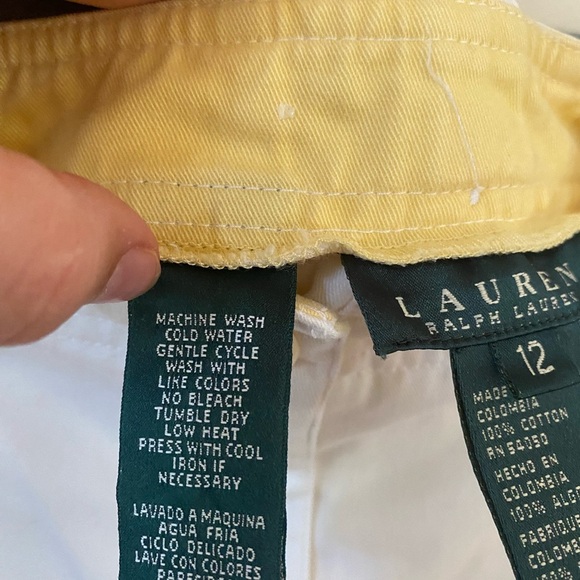 MACHINE WASH
COLD WATER
GENTLE CYCLE
WASH WITH
LIKE COLORS
NO BLEACH
TUMBLE DRY
LOW HEAT
PRESS WITH COOL
IRON IF
NECESSARY
LAVADO A MAQUINA
AGUA FRIA
CICLO DELICADO
LAVE CON COLORES
LAUREN
RALPH LAUREN
12
MADE
COLOMBIA
100% COTTON
RN 54050
HECHO EN
COLOMBIA
100%